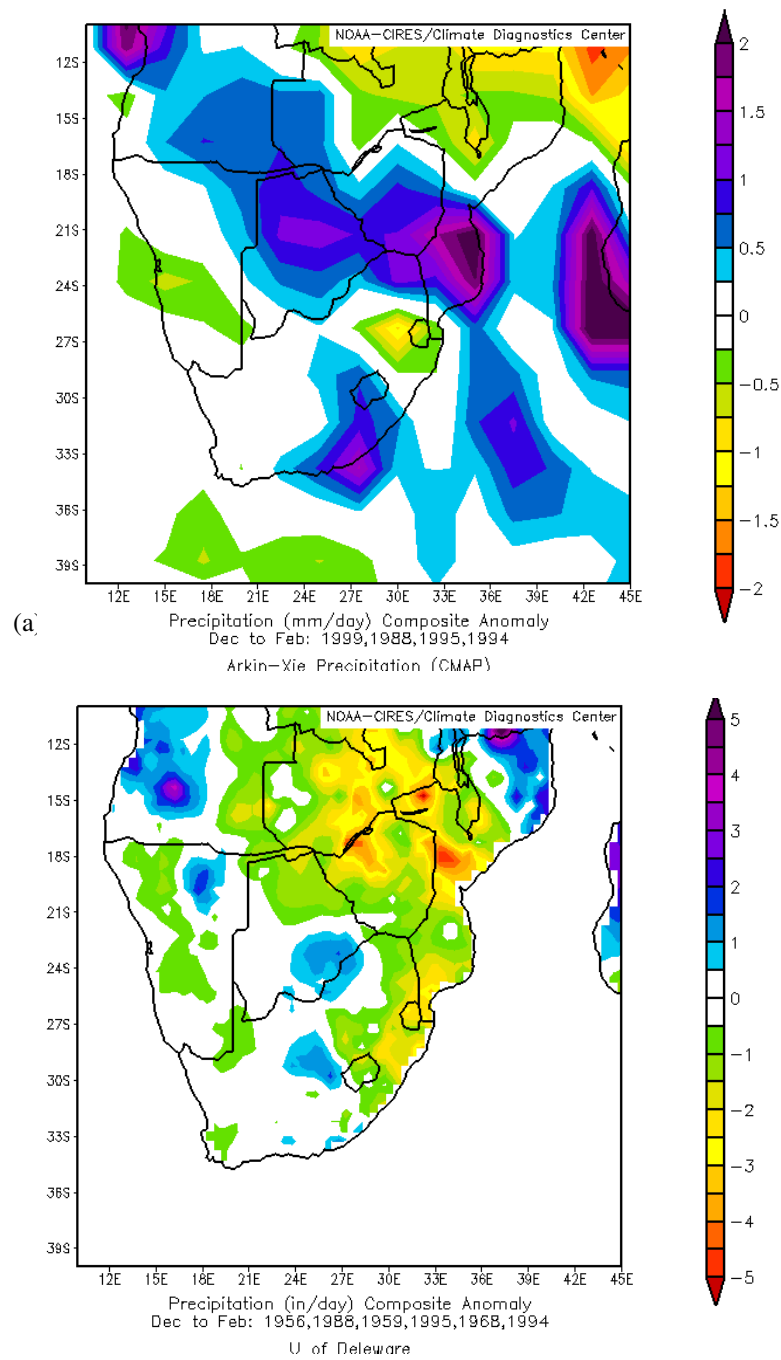 NOAA-CIRES/Climate Diagnostics Center
12S
15S
18S
21S
24S
27S
30S
33S
36S
39S
12E 15E 18E 21E 24E 27E 30E 33E 36E 39E 42E 45E
2
1.5
1
0.5
0
-0.5
-1
-1.5
-2
(a)
Precipitation (mm/day) Composite Anomaly
Dec to Feb: 1999,1988,1995,1994
Arkin-Xie Precipitation (CMAP)
NOAA-CIRES/Climate Diagnostics Center
12S
15S
18S
21S
24S
27S
30S
33S
36S
39S
12E 15E 18E 21E 24E 27E 30E 33E 36E 39E 42E 45E
5
4
3
2
1
0
-1
-2
-3
-4
-5
Precipitation (in/day) Composite Anomaly
Dec to Feb: 1956,1988,1959,1995,1968,1994
U of Deleware